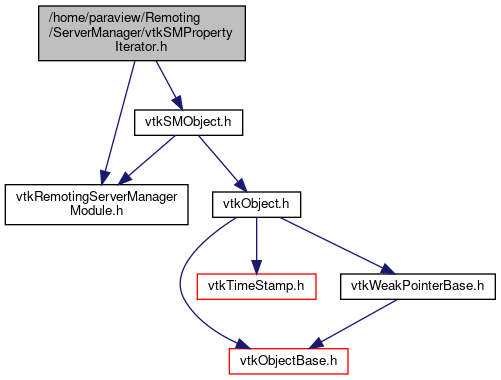 /home/paraview/Remoting
/ServerManager/vtkSMProperty
Iterator.h
vtkSMObject.h
vtkRemotingServerManager
Module.h
vtkObject.h
vtkTimeStamp.h
vtkWeakPointerBase.h
vtkObjectBase.h